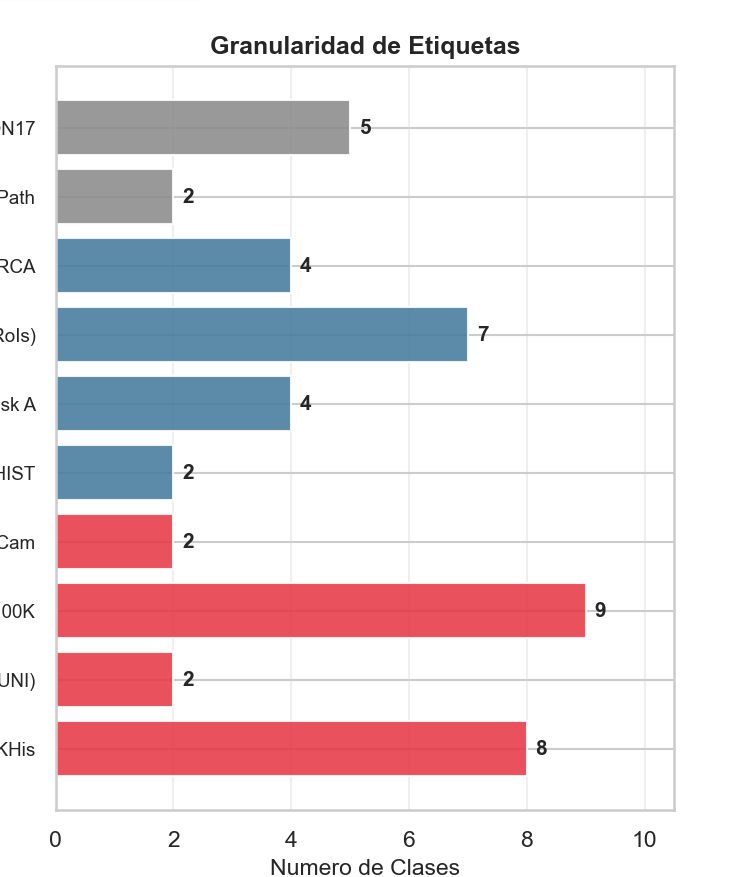 Granularidad de Etiquetas
N17
5
Path
2
RCA
4
RoIs)
7
sk A
4
HIST
2
Cam
2
00K
9
UNI)
2
KHis
8
0 2 4 6 8 10
Numero de Clases